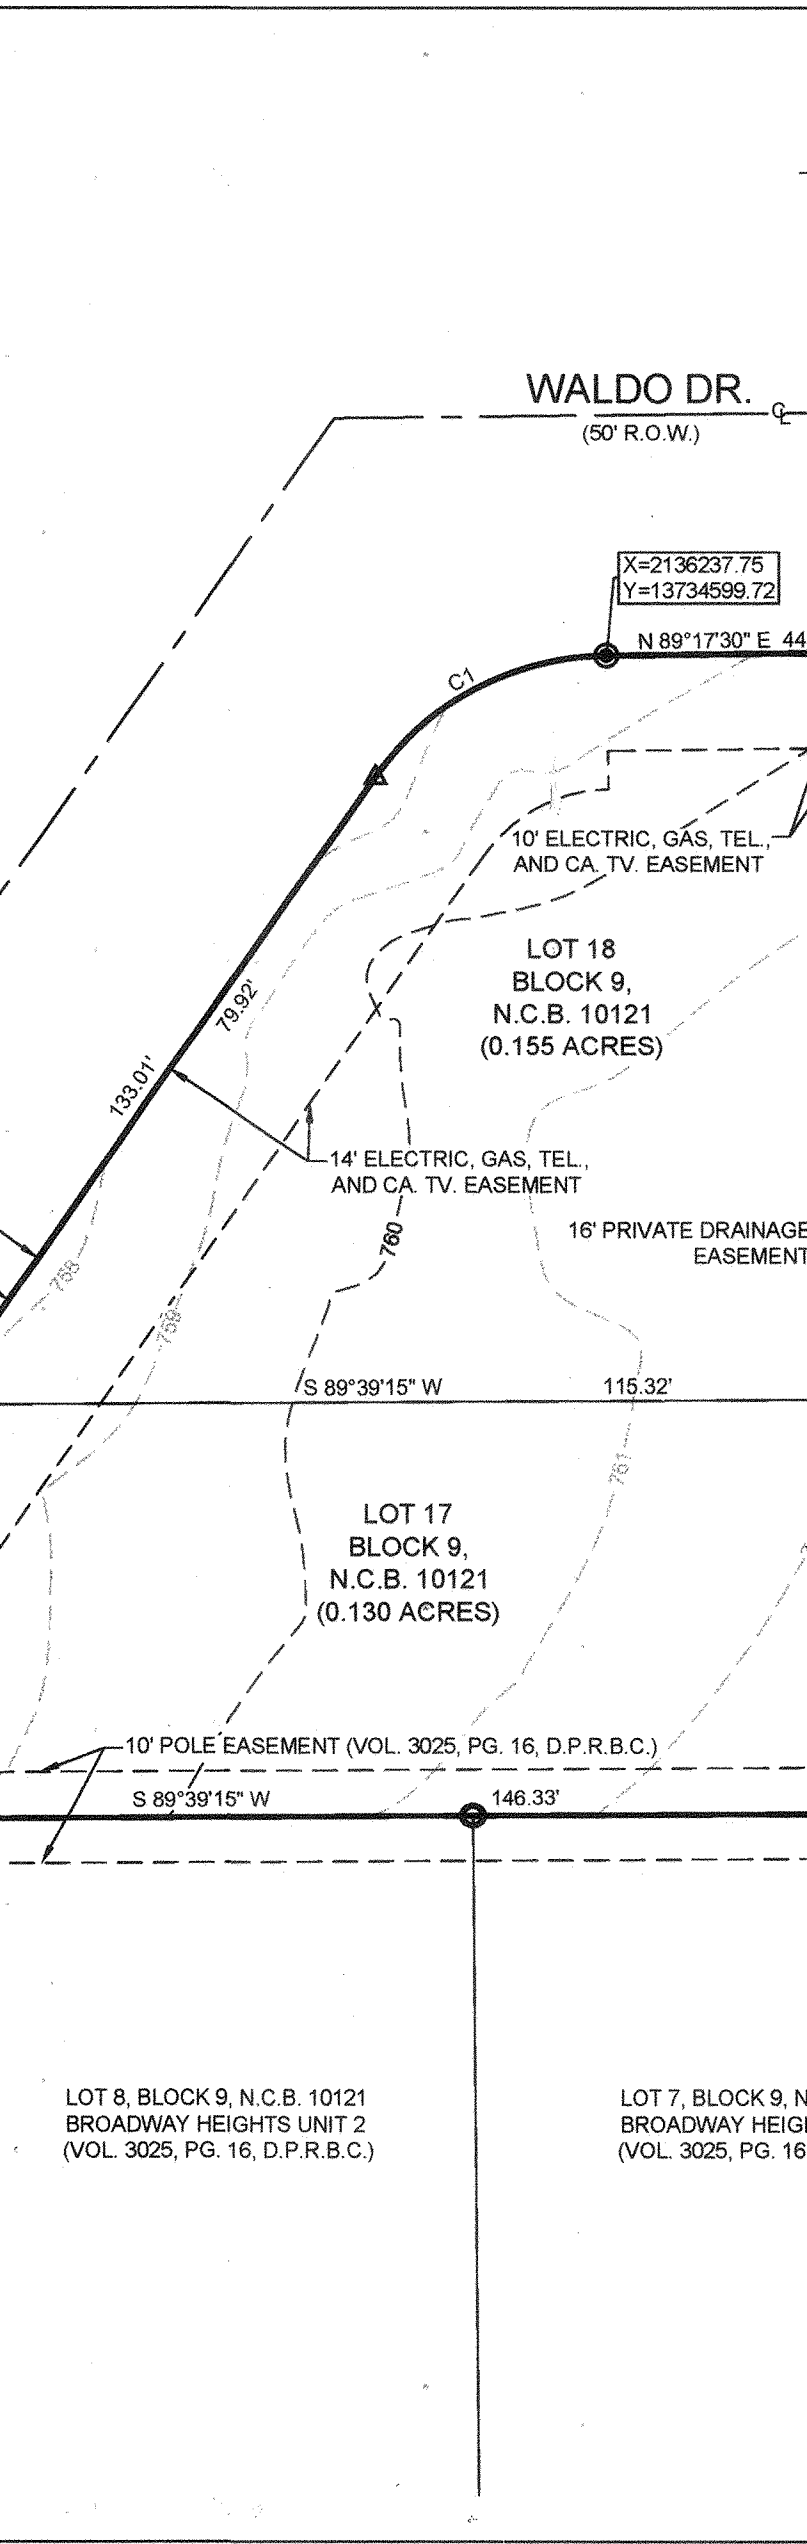 WALDO DR.
(50' R.O.W.)
X=2136237.75
Y=13734599.72
N 89°17'30" E 44
C1
10' ELECTRIC, GAS, TEL.,
AND CA. TV. EASEMENT
LOT 18
BLOCK 9,
N.C.B. 10121
(0.155 ACRES)
79.92'
133.01'
14' ELECTRIC, GAS, TEL.,
AND CA. TV. EASEMENT
760
16' PRIVATE DRAINAGE
EASEMENT
758
759
S 89°39'15" W 115.32'
761
LOT 17
BLOCK 9,
N.C.B. 10121
(0.130 ACRES)
10' POLE EASEMENT (VOL. 3025, PG. 16, D.P.R.B.C.)
S 89°39'15" W 146.33'
LOT 8, BLOCK 9, N.C.B. 10121
BROADWAY HEIGHTS UNIT 2
(VOL. 3025, PG. 16, D.P.R.B.C.)
LOT 7, BLOCK 9, N
BROADWAY HEIG
(VOL. 3025, PG. 16